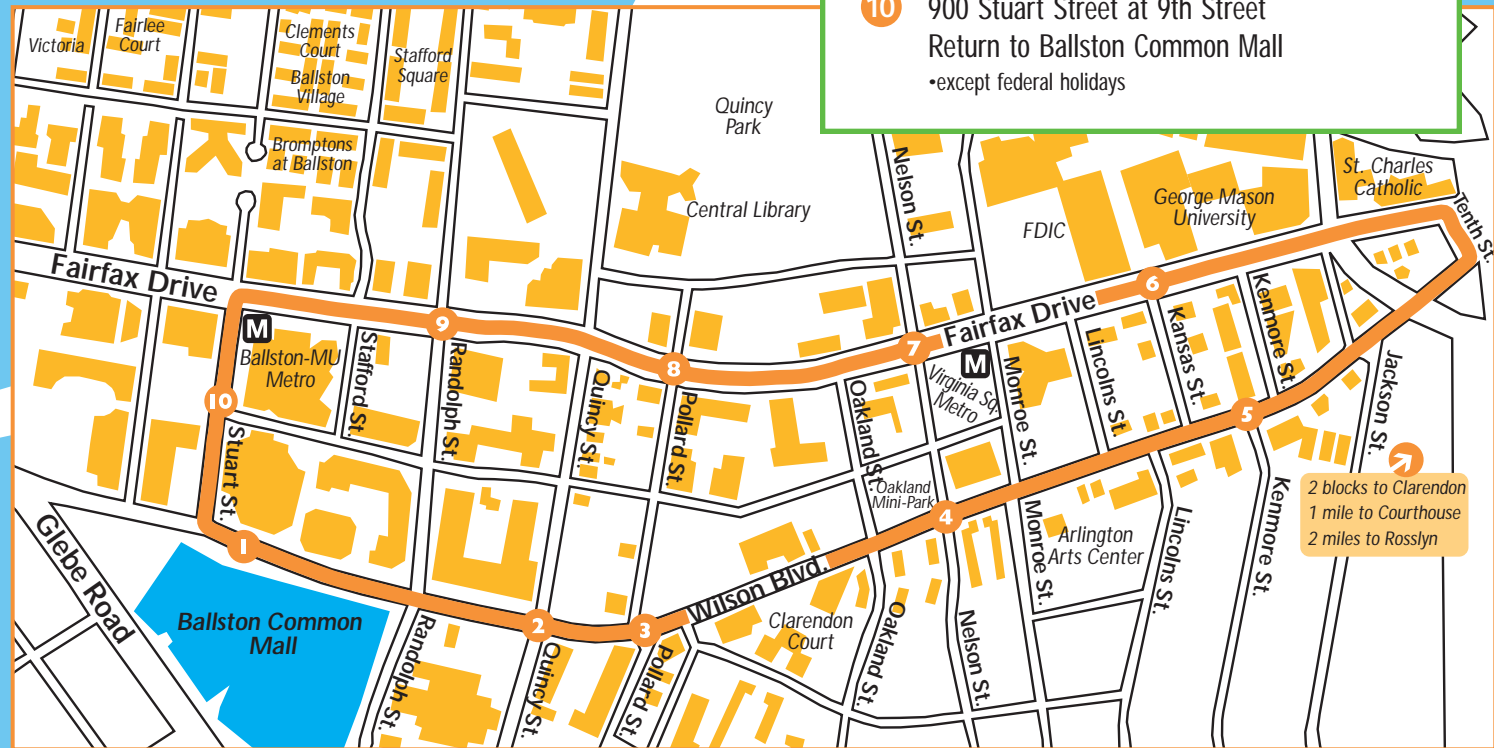 10 900 Stuart Street at 9th Street
Return to Ballston Common Mall
•except federal holidays
Victoria
Fairlee
Court
Clements
Court
Ballston
Village
Stafford
Square
Bromptons
at Ballston
Quincy
Park
Central Library
Nelson St.
FDIC
George Mason
University
St. Charles
Catholic
Tenth St.
Fairfax Drive
M
Ballston-MU
Metro
Stafford St.
9
Randolph St.
Quincy St.
8
Pollard St.
7
Fairfax Drive
6
M
Virginia Sq.
Metro
Oakland St.
Monroe St.
Lincolns St.
Kansas St.
Kenmore St.
5
Jackson St.
10
Stuart St.
1
Glebe Road
Ballston Common
Mall
Randolph St.
2
Quincy St.
3
Pollard St.
Wilson Blvd.
Clarendon
Court
Oakland
Mini-Park
4
Oakland St.
Nelson St.
Monroe St.
Arlington
Arts Center
Lincolns St.
Kenmore St.
2 blocks to Clarendon
1 mile to Courthouse
2 miles to Rosslyn